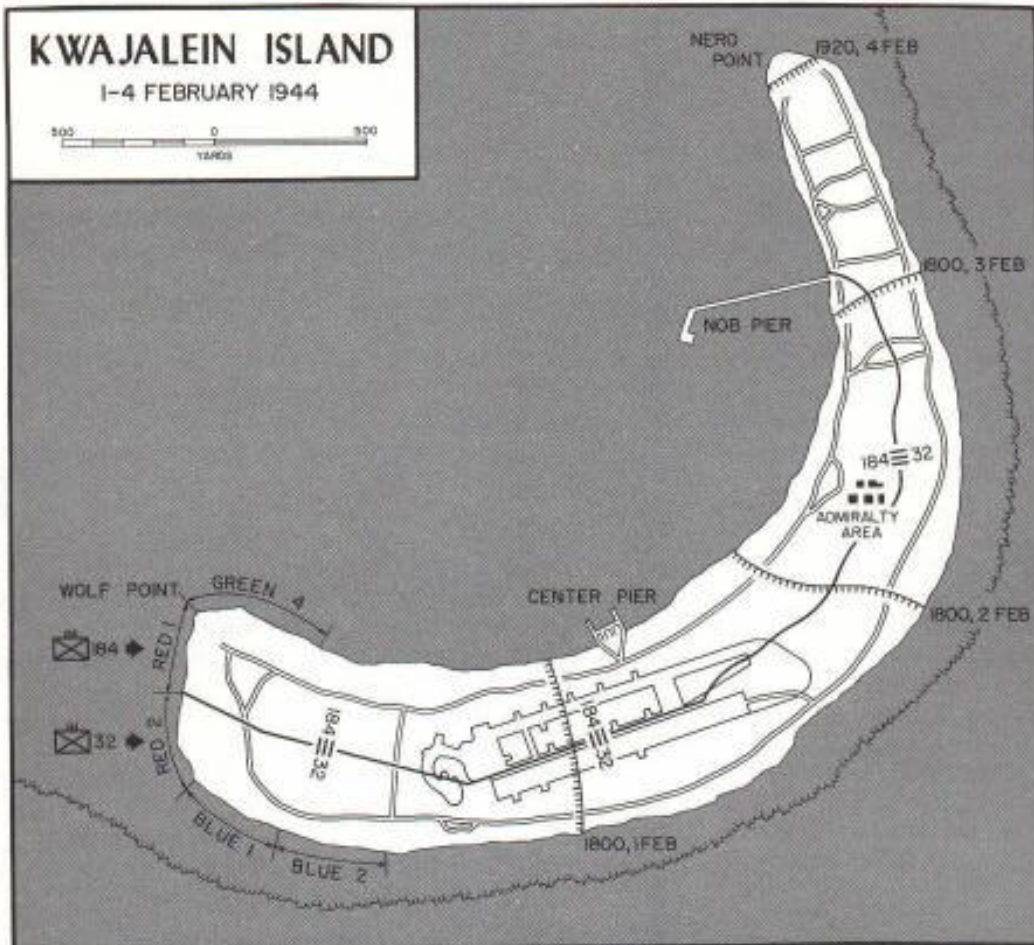 KWAJALEIN ISLAND
1-4 FEBRUARY 1944
500 0 500
YARDS
NERO
POINT
1920, 4 FEB
1800, 3 FEB
NOB PIER
184 32
ADMIRALTY
AREA
1800, 2 FEB
CENTER PIER
WOLF POINT
GREEN 4
RED 1
184
RED 2
32
184 32
184 32
BLUE 1
BLUE 2
1800, 1 FEB